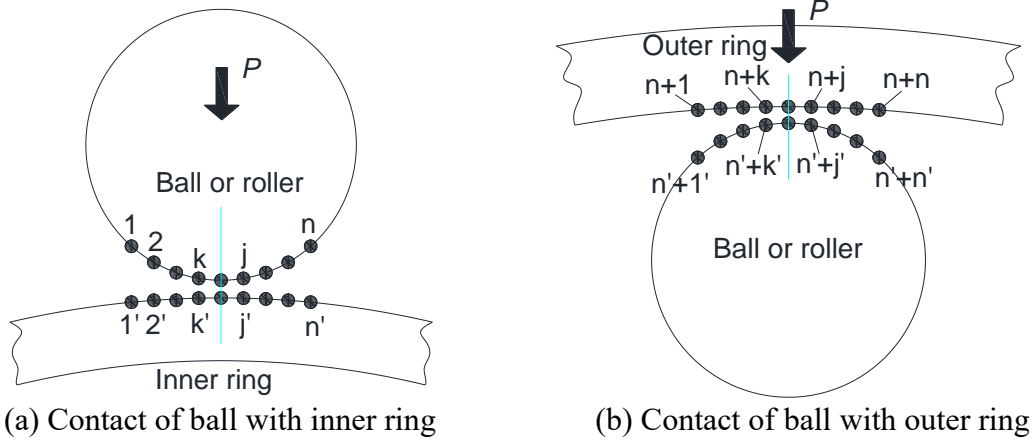 P
Ball or roller
1
2
k
j
n
1' 2' k' j' n'
Inner ring
(a) Contact of ball with inner ring
P
Outer ring
n+1
n+k
n+j
n+n
n'+1'
n'+k'
n'+j'
n'+n'
Ball or roller
(b) Contact of ball with outer ring